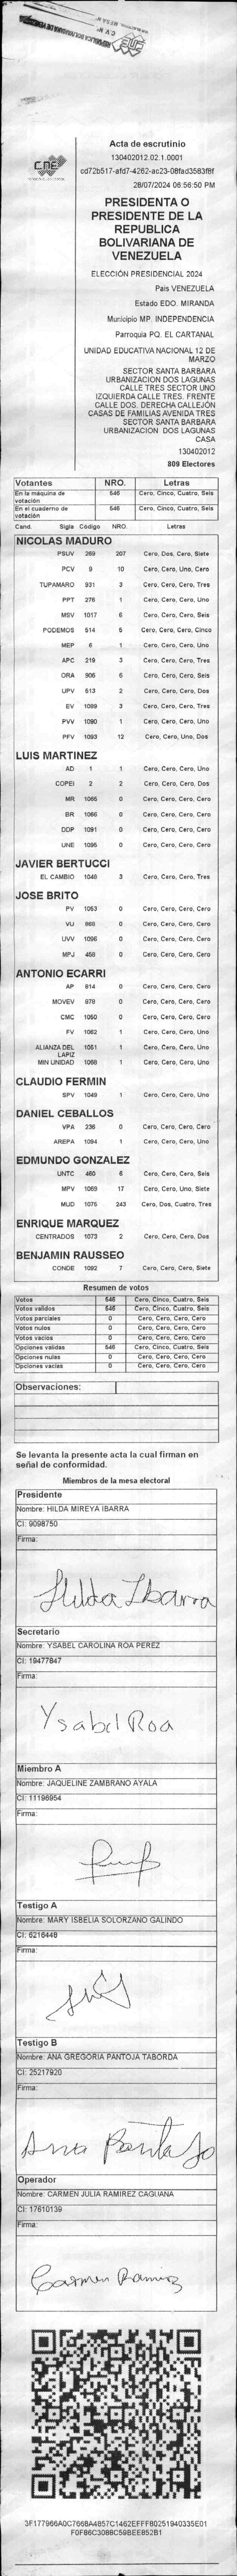 CNE
Acta de escrutinio
130402012.02.1.0001
cd72b517-afd7-4262-ac23-08fad3583f8f
28/07/2024 06:56:50 PM
PRESIDENTA O
PRESIDENTE DE LA
REPUBLICA
BOLIVARIANA DE
VENEZUELA
ELECCIÓN PRESIDENCIAL 2024
Pais VENEZUELA
Estado EDO. MIRANDA
Municipio MP. INDEPENDENCIA
Parroquia PQ. EL CARTANAL
UNIDAD EDUCATIVA NACIONAL 12 DE
MARZO
SECTOR SANTA BARBARA
URBANIZACION DOS LAGUNAS
CALLE TRES SECTOR UNO
IZQUIERDA CALLE TRES. FRENTE
CALLE DOS. DERECHA CALLEJÓN
CASAS DE FAMILIAS AVENIDA TRES
SECTOR SANTA BARBARA
URBANIZACION DOS LAGUNAS
CASA
130402012
809 Electores
Votantes NRO. Letras
En la máquina de votación 546 Cero, Cinco, Cuatro, Seis
En el cuaderno de votación 546 Cero, Cinco, Cuatro, Seis
Cand. Sigla Código NRO. Letras
NICOLAS MADURO
PSUV 269 207 Cero, Dos, Cero, Siete
PCV 9 10 Cero, Cero, Uno, Cero
TUPAMARO 931 3 Cero, Cero, Cero, Tres
PPT 276 1 Cero, Cero, Cero, Uno
MSV 1017 6 Cero, Cero, Cero, Seis
PODEMOS 514 5 Cero, Cero, Cero, Cinco
MEP 6 1 Cero, Cero, Cero, Uno
APC 219 3 Cero, Cero, Cero, Tres
ORA 906 6 Cero, Cero, Cero, Seis
UPV 513 2 Cero, Cero, Cero, Dos
EV 1089 3 Cero, Cero, Cero, Tres
PVV 1090 1 Cero, Cero, Cero, Uno
PFV 1093 12 Cero, Cero, Uno, Dos
LUIS MARTINEZ
AD 1 1 Cero, Cero, Cero, Uno
COPEI 2 2 Cero, Cero, Cero, Dos
MR 1065 0 Cero, Cero, Cero, Cero
BR 1066 0 Cero, Cero, Cero, Cero
DDP 1091 0 Cero, Cero, Cero, Cero
UNE 1095 0 Cero, Cero, Cero, Cero
JAVIER BERTUCCI
EL CAMBIO 1048 3 Cero, Cero, Cero, Tres
JOSE BRITO
PV 1053 0 Cero, Cero, Cero, Cero
VU 868 0 Cero, Cero, Cero, Cero
UVV 1096 0 Cero, Cero, Cero, Cero
MPJ 458 0 Cero, Cero, Cero, Cero
ANTONIO ECARRI
AP 814 0 Cero, Cero, Cero, Cero
MOVEV 979 0 Cero, Cero, Cero, Cero
CMC 1050 0 Cero, Cero, Cero, Cero
FV 1062 1 Cero, Cero, Cero, Uno
ALIANZA DEL LAPIZ 1051 1 Cero, Cero, Cero, Uno
MIN UNIDAD 1068 1 Cero, Cero, Cero, Uno
CLAUDIO FERMIN
SPV 1049 1 Cero, Cero, Cero, Uno
DANIEL CEBALLOS
VPA 236 0 Cero, Cero, Cero, Cero
AREPA 1094 1 Cero, Cero, Cero, Uno
EDMUNDO GONZALEZ
UNTC 460 6 Cero, Cero, Cero, Seis
MPV 1069 17 Cero, Cero, Uno, Siete
MUD 1075 243 Cero, Dos, Cuatro, Tres
ENRIQUE MARQUEZ
CENTRADOS 1073 2 Cero, Cero, Cero, Dos
BENJAMIN RAUSSEO
CONDE 1092 7 Cero, Cero, Cero, Siete
Resumen de votos
Votos 546 Cero, Cinco, Cuatro, Seis
Votos validos 546 Cero, Cinco, Cuatro, Seis
Votos parciales 0 Cero, Cero, Cero, Cero
Votos nulos 0 Cero, Cero, Cero, Cero
Votos vacios 0 Cero, Cero, Cero, Cero
Opciones validas 546 Cero, Cinco, Cuatro, Seis
Opciones nulas 0 Cero, Cero, Cero, Cero
Opciones vacias 0 Cero, Cero, Cero, Cero
Observaciones:
Se levanta la presente acta la cual firman en
señal de conformidad.
Miembros de la mesa electoral
Presidente
Nombre: HILDA MIREYA IBARRA
CI: 9098750
Firma:
Hilda Ibarra
Secretario
Nombre: YSABEL CAROLINA ROA PEREZ
CI: 19477847
Firma:
Ysabel Roa
Miembro A
Nombre: JAQUELINE ZAMBRANO AYALA
CI: 11196954
Firma:
Testigo A
Nombre: MARY ISBELIA SOLORZANO GALINDO
CI: 6216448
Firma:
Testigo B
Nombre: ANA GREGORIA PANTOJA TABORDA
CI: 25217920
Firma:
Ana Pantoja
Operador
Nombre: CARMEN JULIA RAMIREZ CAGUANA
CI: 17610139
Firma:
Carmen Ramirez
3F177966A0C7668A4857C1462EFFF80251940335E01
F0F86C3088C59BEE852B1